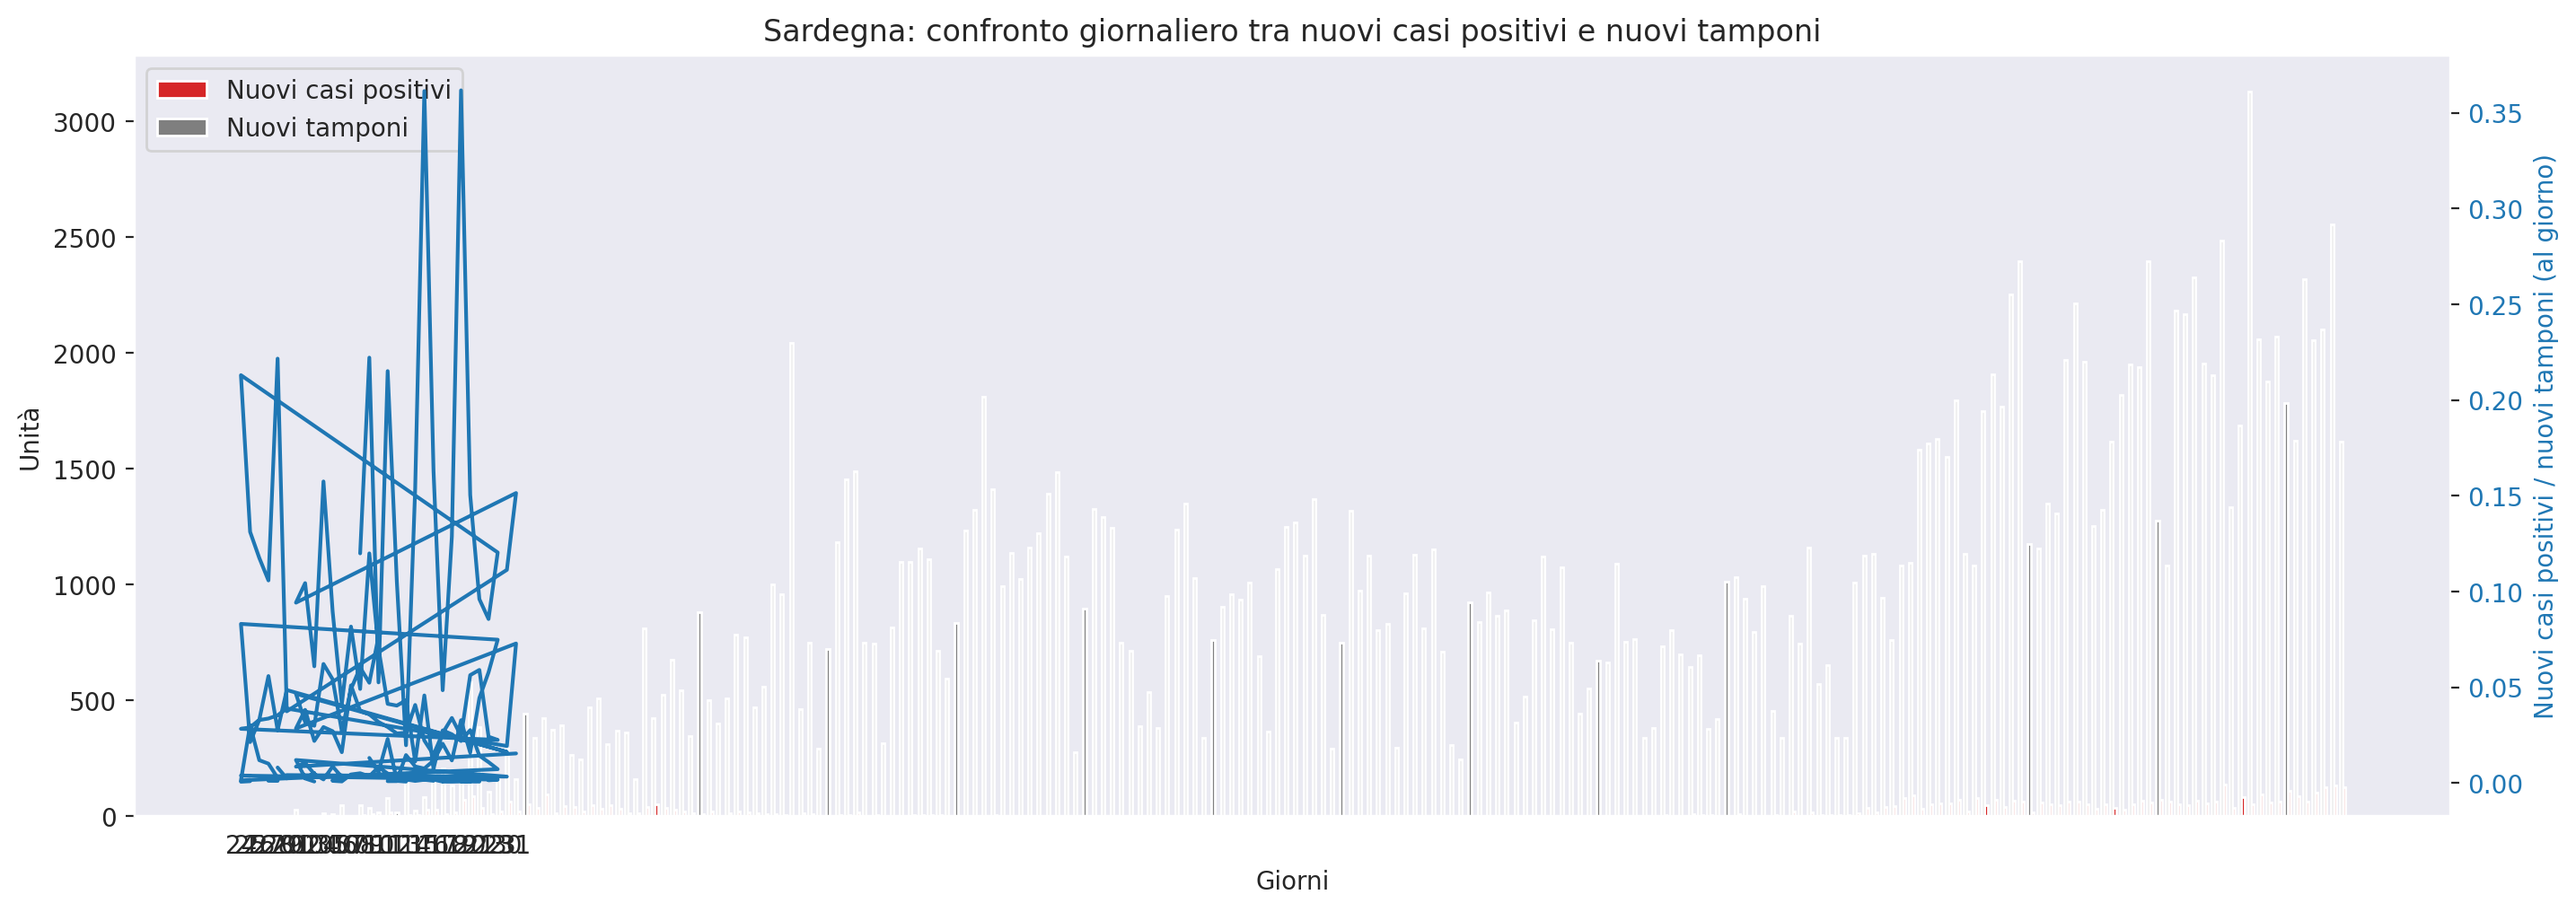 Sardegna: confronto giornaliero tra nuovi casi positivi e nuovi tamponi
Nuovi casi positivi
Nuovi tamponi
3000
2500
2000
1500
1000
500
0
Unità
0.35
0.30
0.25
0.20
0.15
0.10
0.05
0.00
Nuovi casi positivi / nuovi tamponi (al giorno)
Giorni